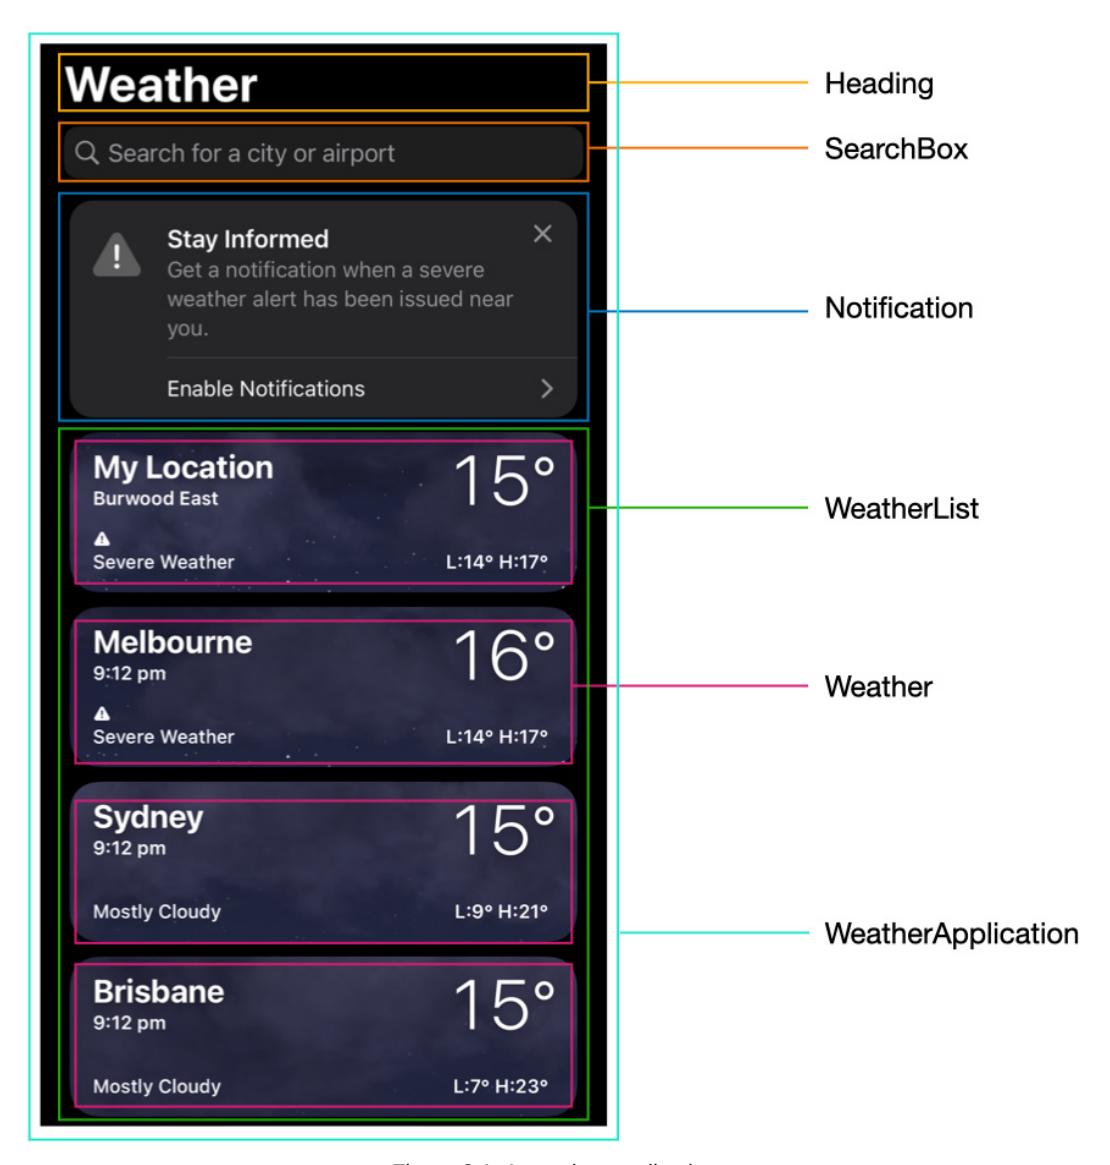 Weather
Heading
Search for a city or airport
SearchBox
Stay Informed
Get a notification when a severe
weather alert has been issued near
you.
Notification
Enable Notifications
My Location
15°
Burwood East
WeatherList
Severe Weather
L:14° H:17°
Melbourne
16°
9:12 pm
Weather
Severe Weather
L:14° H:17°
Sydney
15°
9:12 pm
Mostly Cloudy
L:9° H:21°
WeatherApplication
Brisbane
15°
9:12 pm
Mostly Cloudy
L:7° H:23°